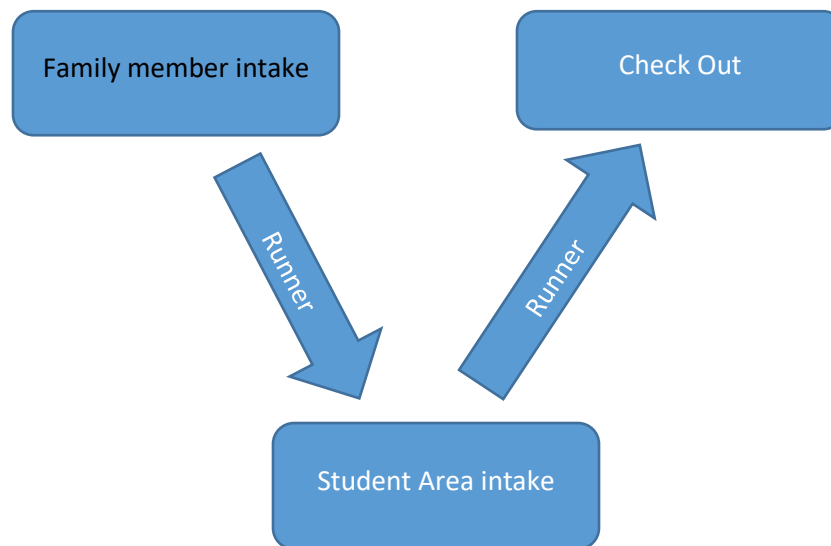 Family member intake
Check Out
Runner
Runner
Student Area intake